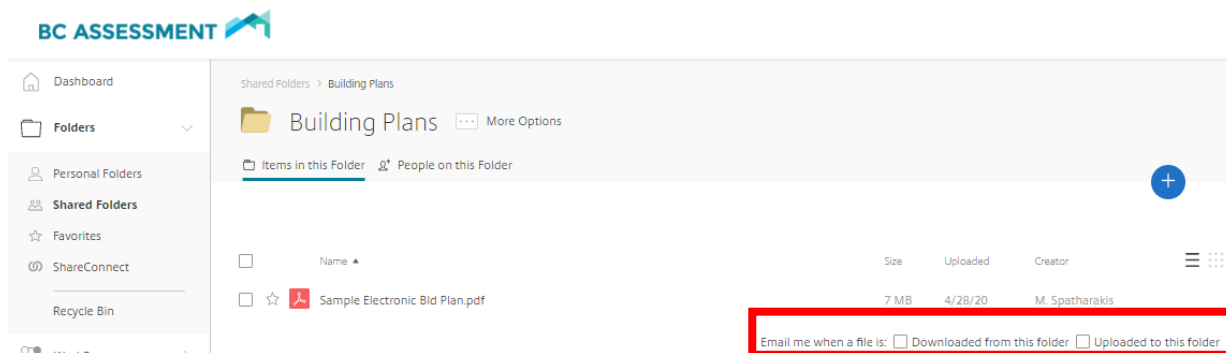 BC ASSESSMENT
Dashboard
Folders
Personal Folders
Shared Folders
Favorites
ShareConnect
Recycle Bin
Shared Folders > Building Plans
Building Plans ··· More Options
Items in this Folder People on this Folder
+
Name ▲ Size Uploaded Creator
Sample Electronic Bld Plan.pdf 7 MB 4/28/20 M. Spatharakis
Email me when a file is: Downloaded from this folder Uploaded to this folder